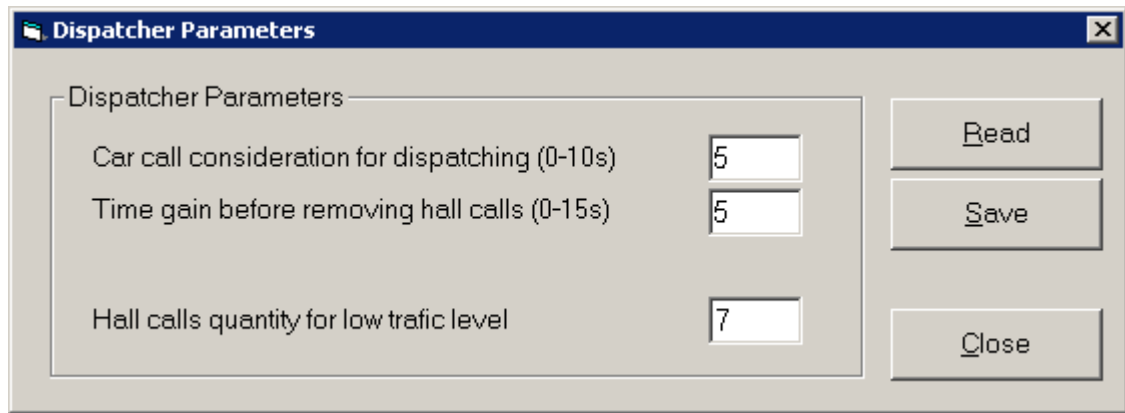 Dispatcher Parameters
Dispatcher Parameters
Car call consideration for dispatching (0-10s) 5
Time gain before removing hall calls (0-15s) 5
Hall calls quantity for low trafic level 7
Read
Save
Close